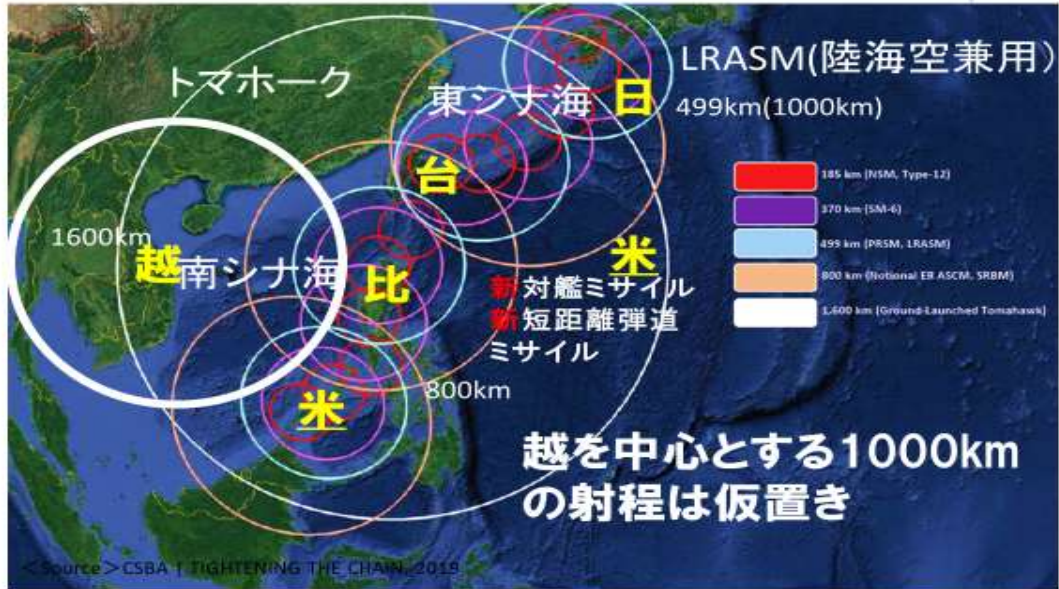 トマホーク
LRASM(陸海空兼用)
東シナ海
日
499km(1000km)
台
185 km (NSM, Type-12)
370 km (SM-6)
499 km (PRSM, LRASM)
800 km (Notional ER ASCM, SRBM)
1,600 km (Ground-Launched Tomahawk)
1600km
越
南シナ海
比
米
新対艦ミサイル
新短距離弾道
ミサイル
800km
米
越を中心とする1000km
の射程は仮置き
<Source>CSBA | TIGHTENING THE CHAIN, 2019